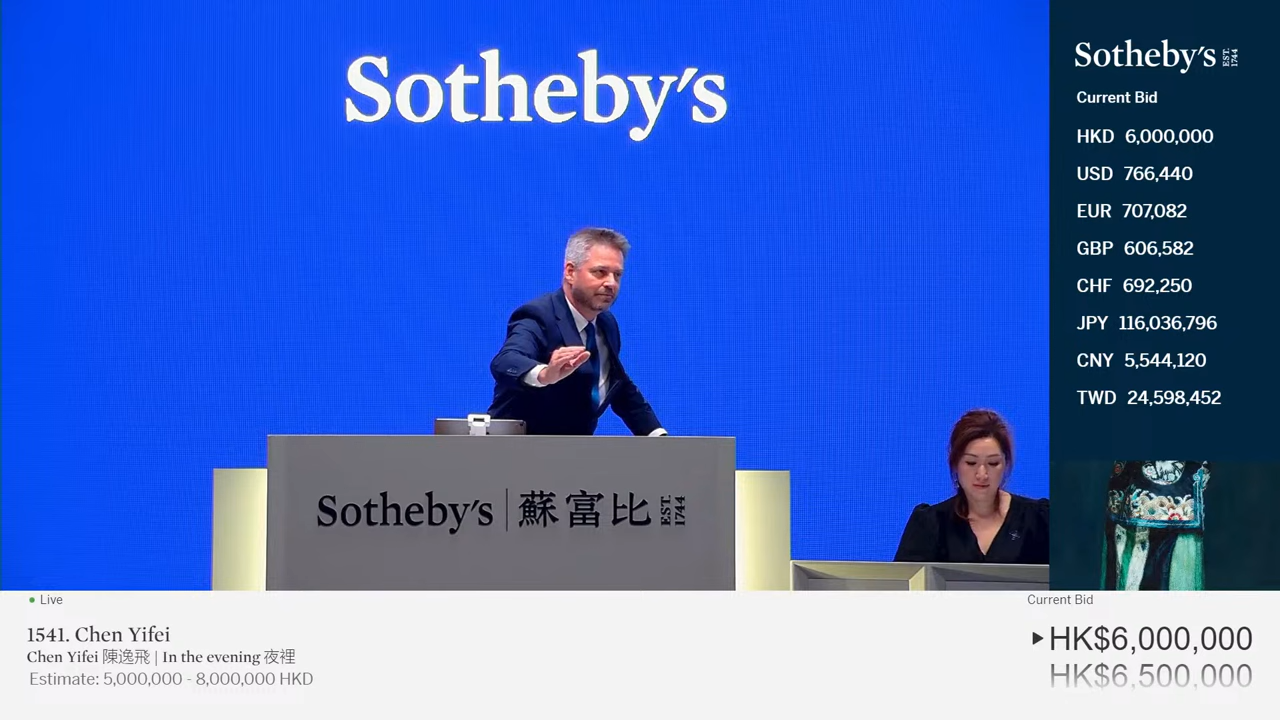 Sotheby's
Sotheby's | 蘇富比 EST. 1744
Sotheby's EST. 1744
Current Bid
HKD 6,000,000
USD 766,440
EUR 707,082
GBP 606,582
CHF 692,250
JPY 116,036,796
CNY 5,544,120
TWD 24,598,452
Live
1541. Chen Yifei
Chen Yifei 陳逸飛 | In the evening 夜裡
Estimate: 5,000,000 - 8,000,000 HKD
Current Bid
HK$6,000,000
HK$6,500,000